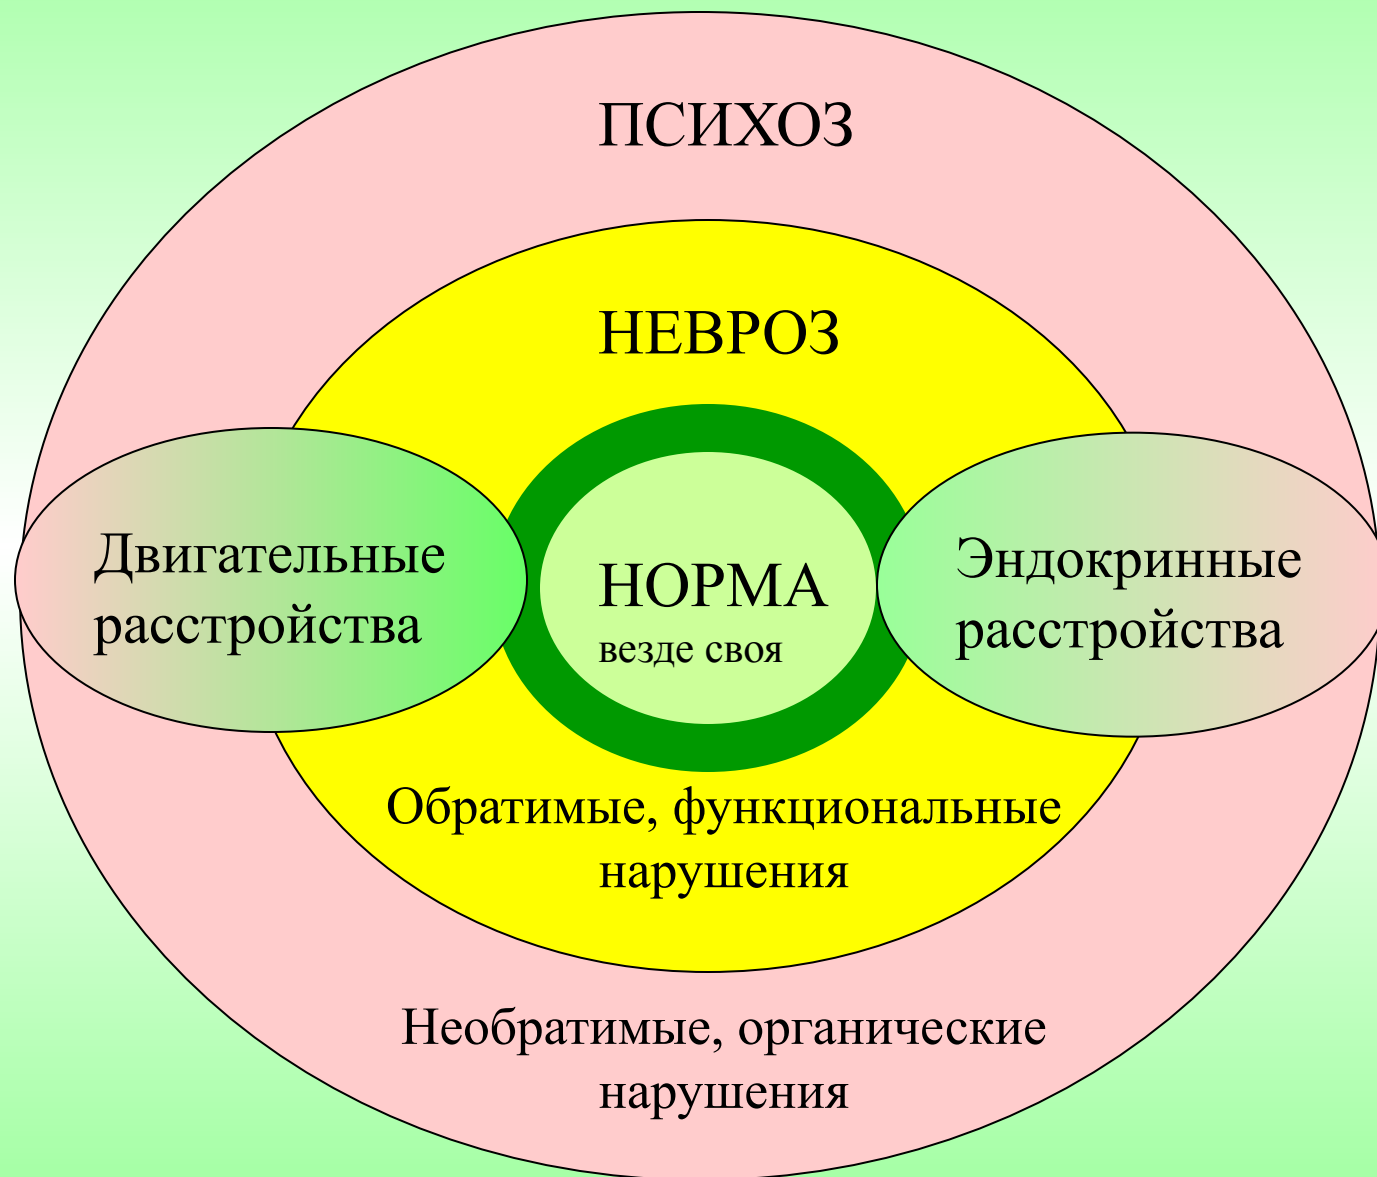 ПСИХОЗ
НЕВРОЗ
Двигательные
расстройства
НОРМА
везде своя
Эндокринные
расстройства
Обратимые, функциональные
нарушения
Необратимые, органические
нарушения